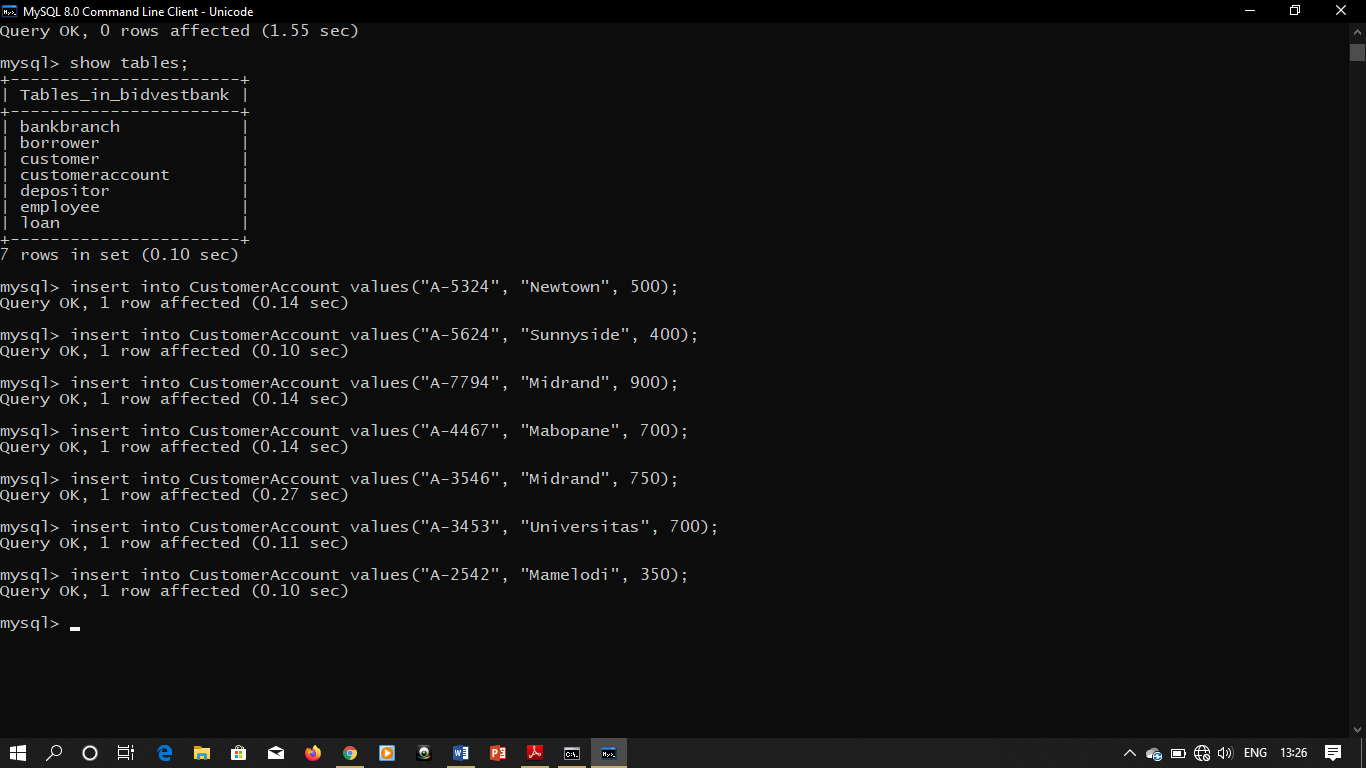 MySQL 8.0 Command Line Client - Unicode
Query OK, 0 rows affected (1.55 sec)
mysql> show tables;
+-----------------------+
| Tables_in_bidvestbank |
+-----------------------+
| bankbranch            |
| borrower              |
| customer              |
| customeraccount       |
| depositor             |
| employee              |
| loan                  |
+-----------------------+
7 rows in set (0.10 sec)
mysql> insert into CustomerAccount values("A-5324", "Newtown", 500);
Query OK, 1 row affected (0.14 sec)
mysql> insert into CustomerAccount values("A-5624", "Sunnyside", 400);
Query OK, 1 row affected (0.10 sec)
mysql> insert into CustomerAccount values("A-7794", "Midrand", 900);
Query OK, 1 row affected (0.14 sec)
mysql> insert into CustomerAccount values("A-4467", "Mabopane", 700);
Query OK, 1 row affected (0.14 sec)
mysql> insert into CustomerAccount values("A-3546", "Midrand", 750);
Query OK, 1 row affected (0.27 sec)
mysql> insert into CustomerAccount values("A-3453", "Universitas", 700);
Query OK, 1 row affected (0.11 sec)
mysql> insert into CustomerAccount values("A-2542", "Mamelodi", 350);
Query OK, 1 row affected (0.10 sec)
mysql>
ENG 13:26